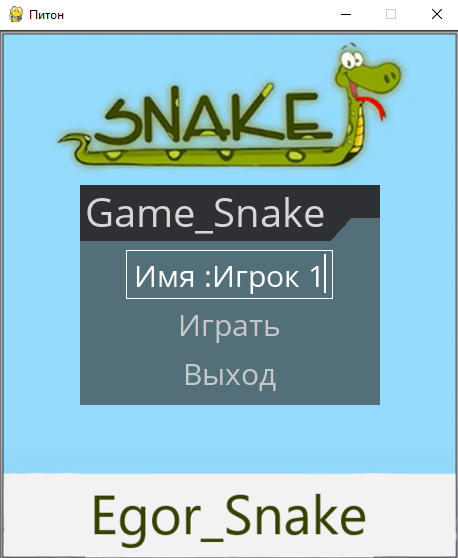 Питон
SNAKE
Game_Snake
Имя :Игрок 1
Играть
Выход
Egor_Snake